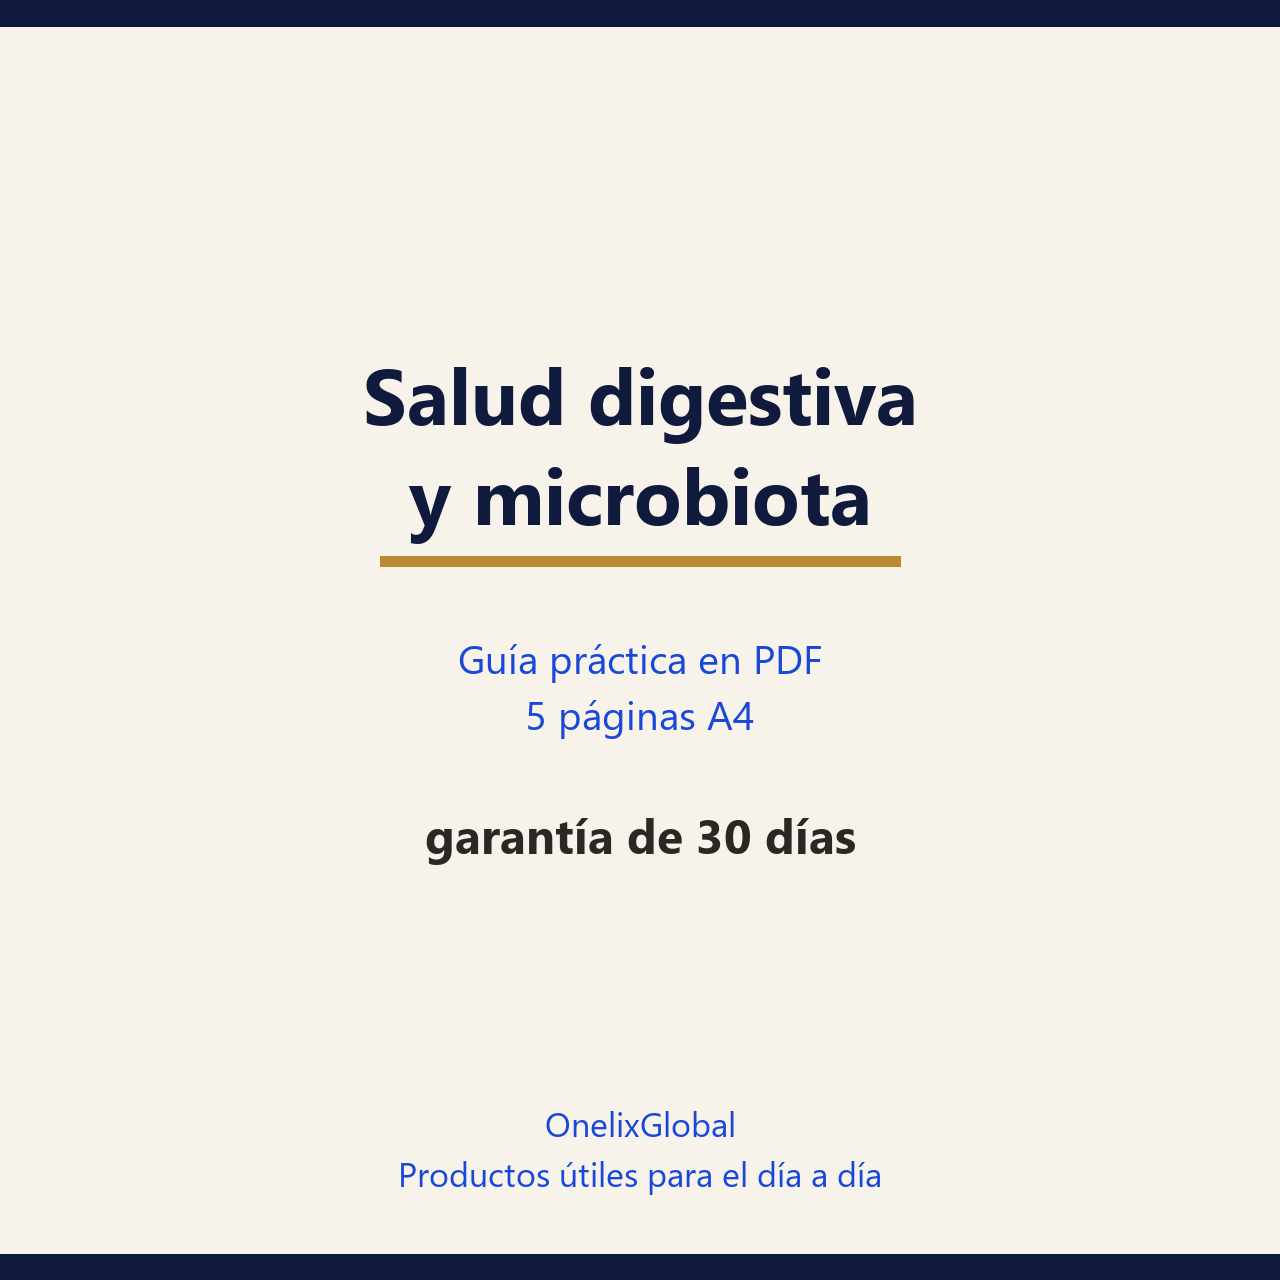 Salud digestiva
y microbiota
Guía práctica en PDF
5 páginas A4
garantía de 30 días
OnelixGlobal
Productos útiles para el día a día